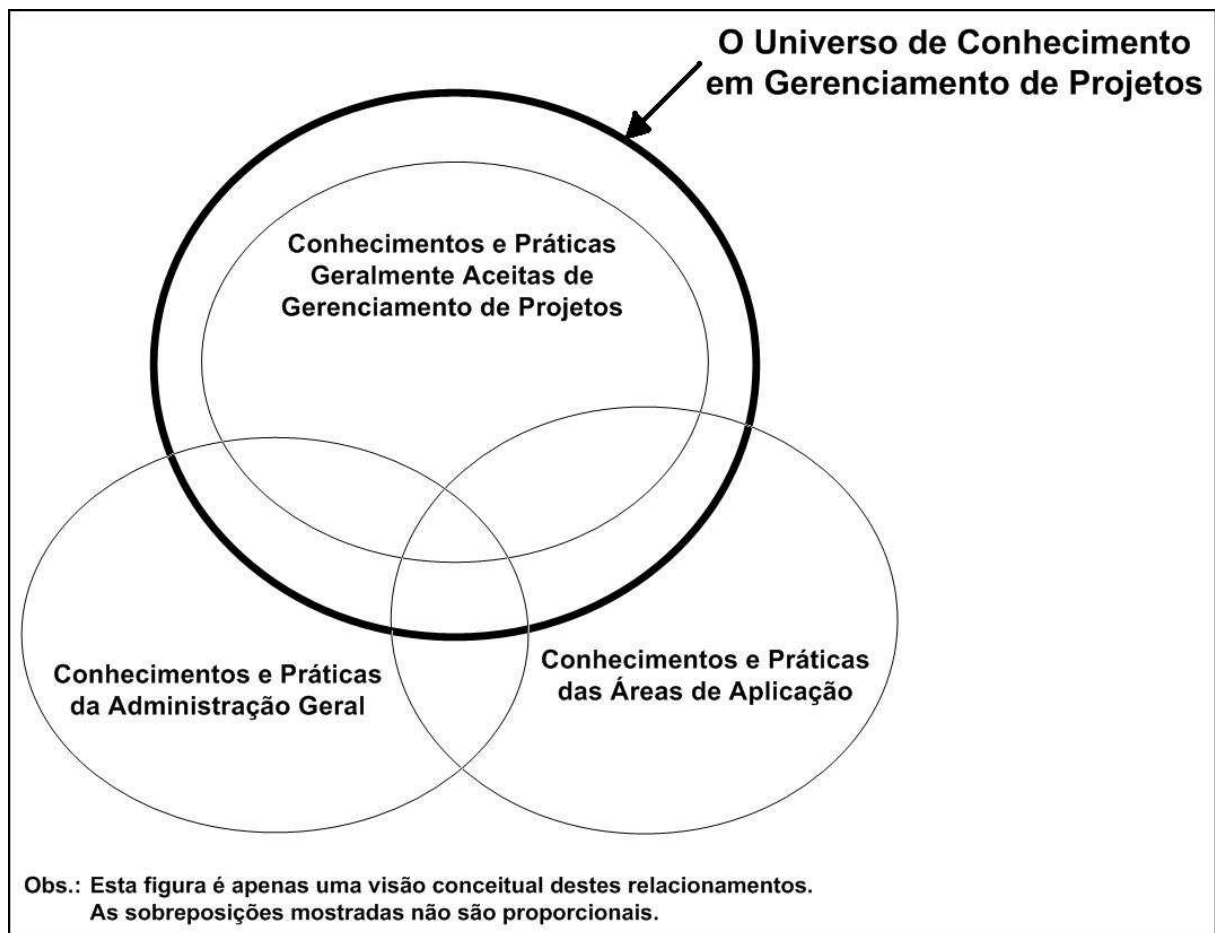 O Universo de Conhecimento
em Gerenciamento de Projetos
Conhecimentos e Práticas
Geralmente Aceitas de
Gerenciamento de Projetos
Conhecimentos e Práticas
da Administração Geral
Conhecimentos e Práticas
das Áreas de Aplicação
Obs.: Esta figura é apenas uma visão conceitual destes relacionamentos.
As sobreposições mostradas não são proporcionais.